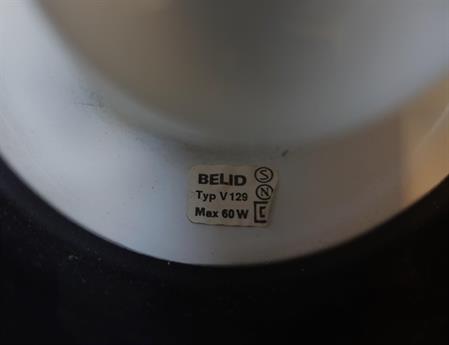 BELID Ⓢ
Typ V 129 Ⓝ
Max 60 W